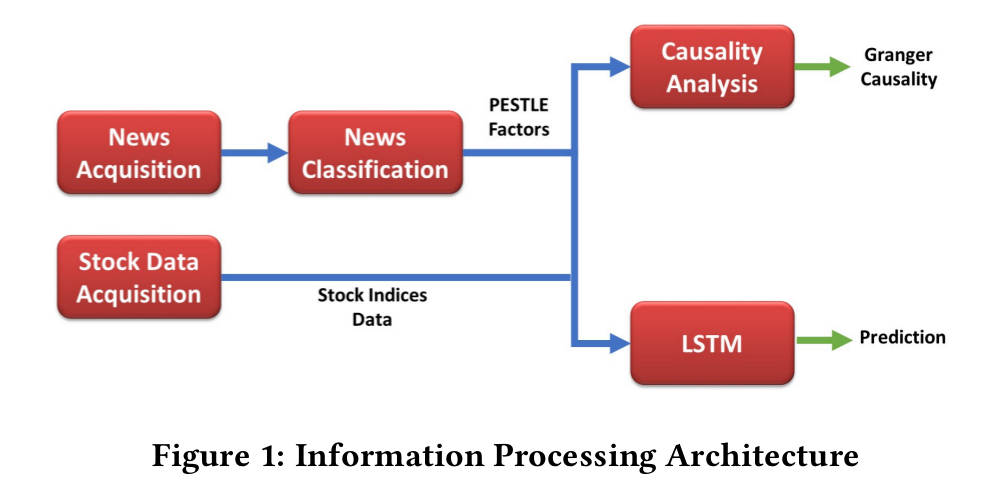 News
Acquisition
News
Classification
PESTLE
Factors
Causality
Analysis
Granger
Causality
Stock Data
Acquisition
Stock Indices
Data
LSTM
Prediction
Figure 1: Information Processing Architecture